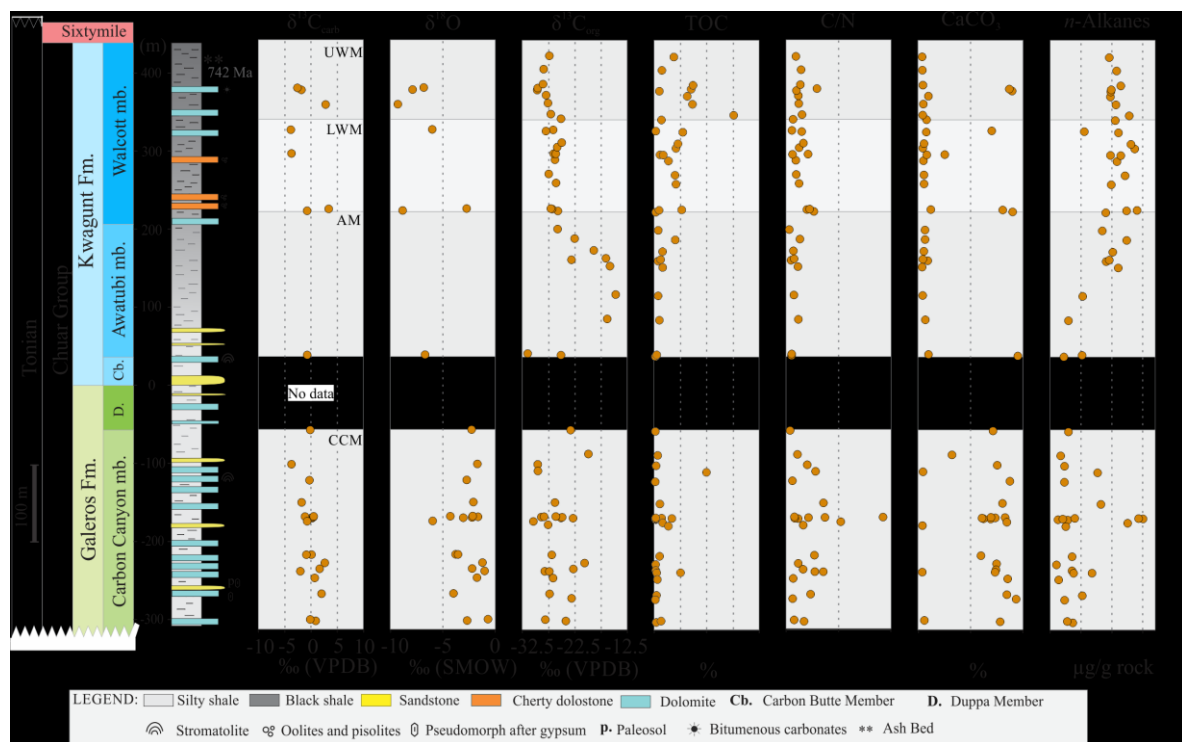 δ¹³Ccarb δ¹⁸O δ¹³Corg TOC C/N CaCO₃ n-Alkanes
Sixtymile
(m)
UWM
400
742 Ma
**
LWM
300
200
AM
100
0
No data
CCM
-100
-200
-300
Tonian
Chuar Group
Kwagunt Fm.
Galeros Fm.
Walcott mb.
Awatubi mb.
Cb.
D.
Carbon Canyon mb.
100 m
-10 -5 0 5 10
-10 -5 0
-32.5 -22.5 -12.5
‰ (VPDB) ‰ (SMOW) ‰ (VPDB) % % µg/g rock
LEGEND: Silty shale Black shale Sandstone Cherty dolostone Dolomite Cb. Carbon Butte Member D. Duppa Member
Stromatolite Oolites and pisolites Pseudomorph after gypsum p. Paleosol Bitumenous carbonates ** Ash Bed